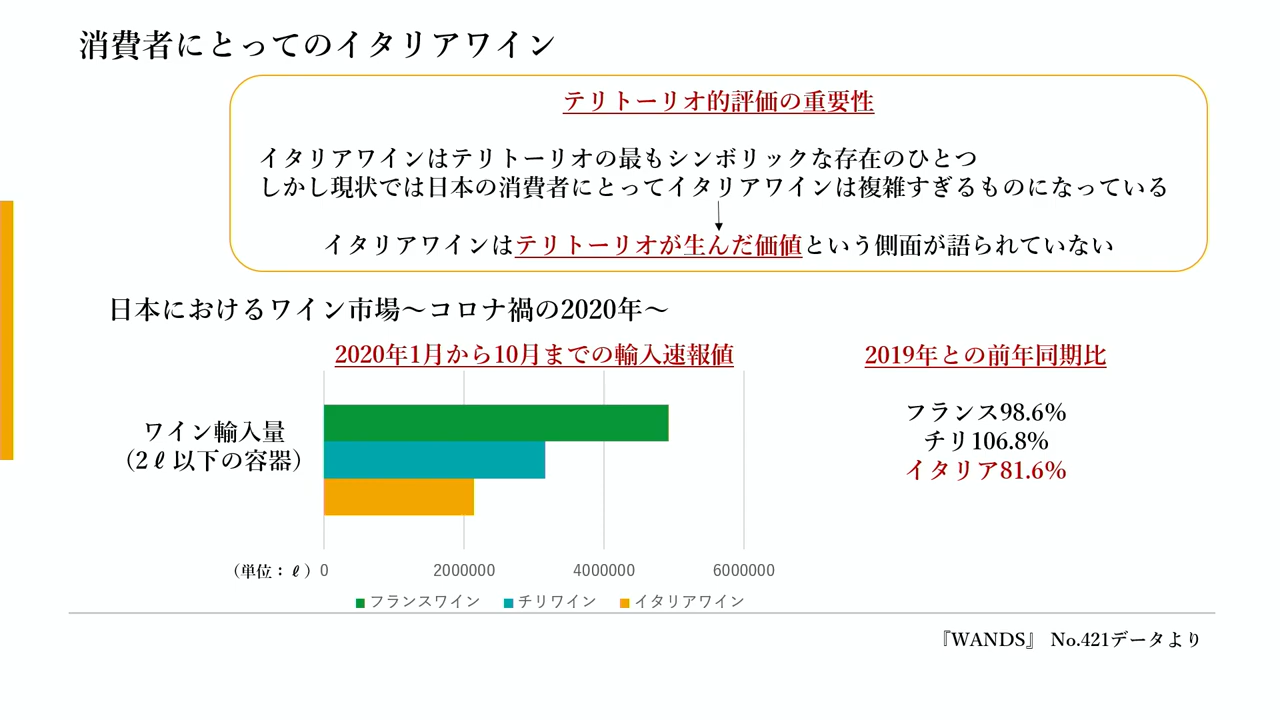 消費者にとってのイタリアワイン
テリトーリオ的評価の重要性
イタリアワインはテリトーリオの最もシンボリックな存在のひとつ
しかし現状では日本の消費者にとってイタリアワインは複雑すぎるものになっている
イタリアワインはテリトーリオが生んだ価値という側面が語られていない
日本におけるワイン市場～コロナ禍の2020年～
2020年1月から10月までの輸入速報値
ワイン輸入量
（2ℓ以下の容器）
（単位：ℓ）0 2000000 4000000 6000000
フランスワイン チリワイン イタリアワイン
2019年との前年同期比
フランス98.6%
チリ106.8%
イタリア81.6%
『WANDS』 No.421データより